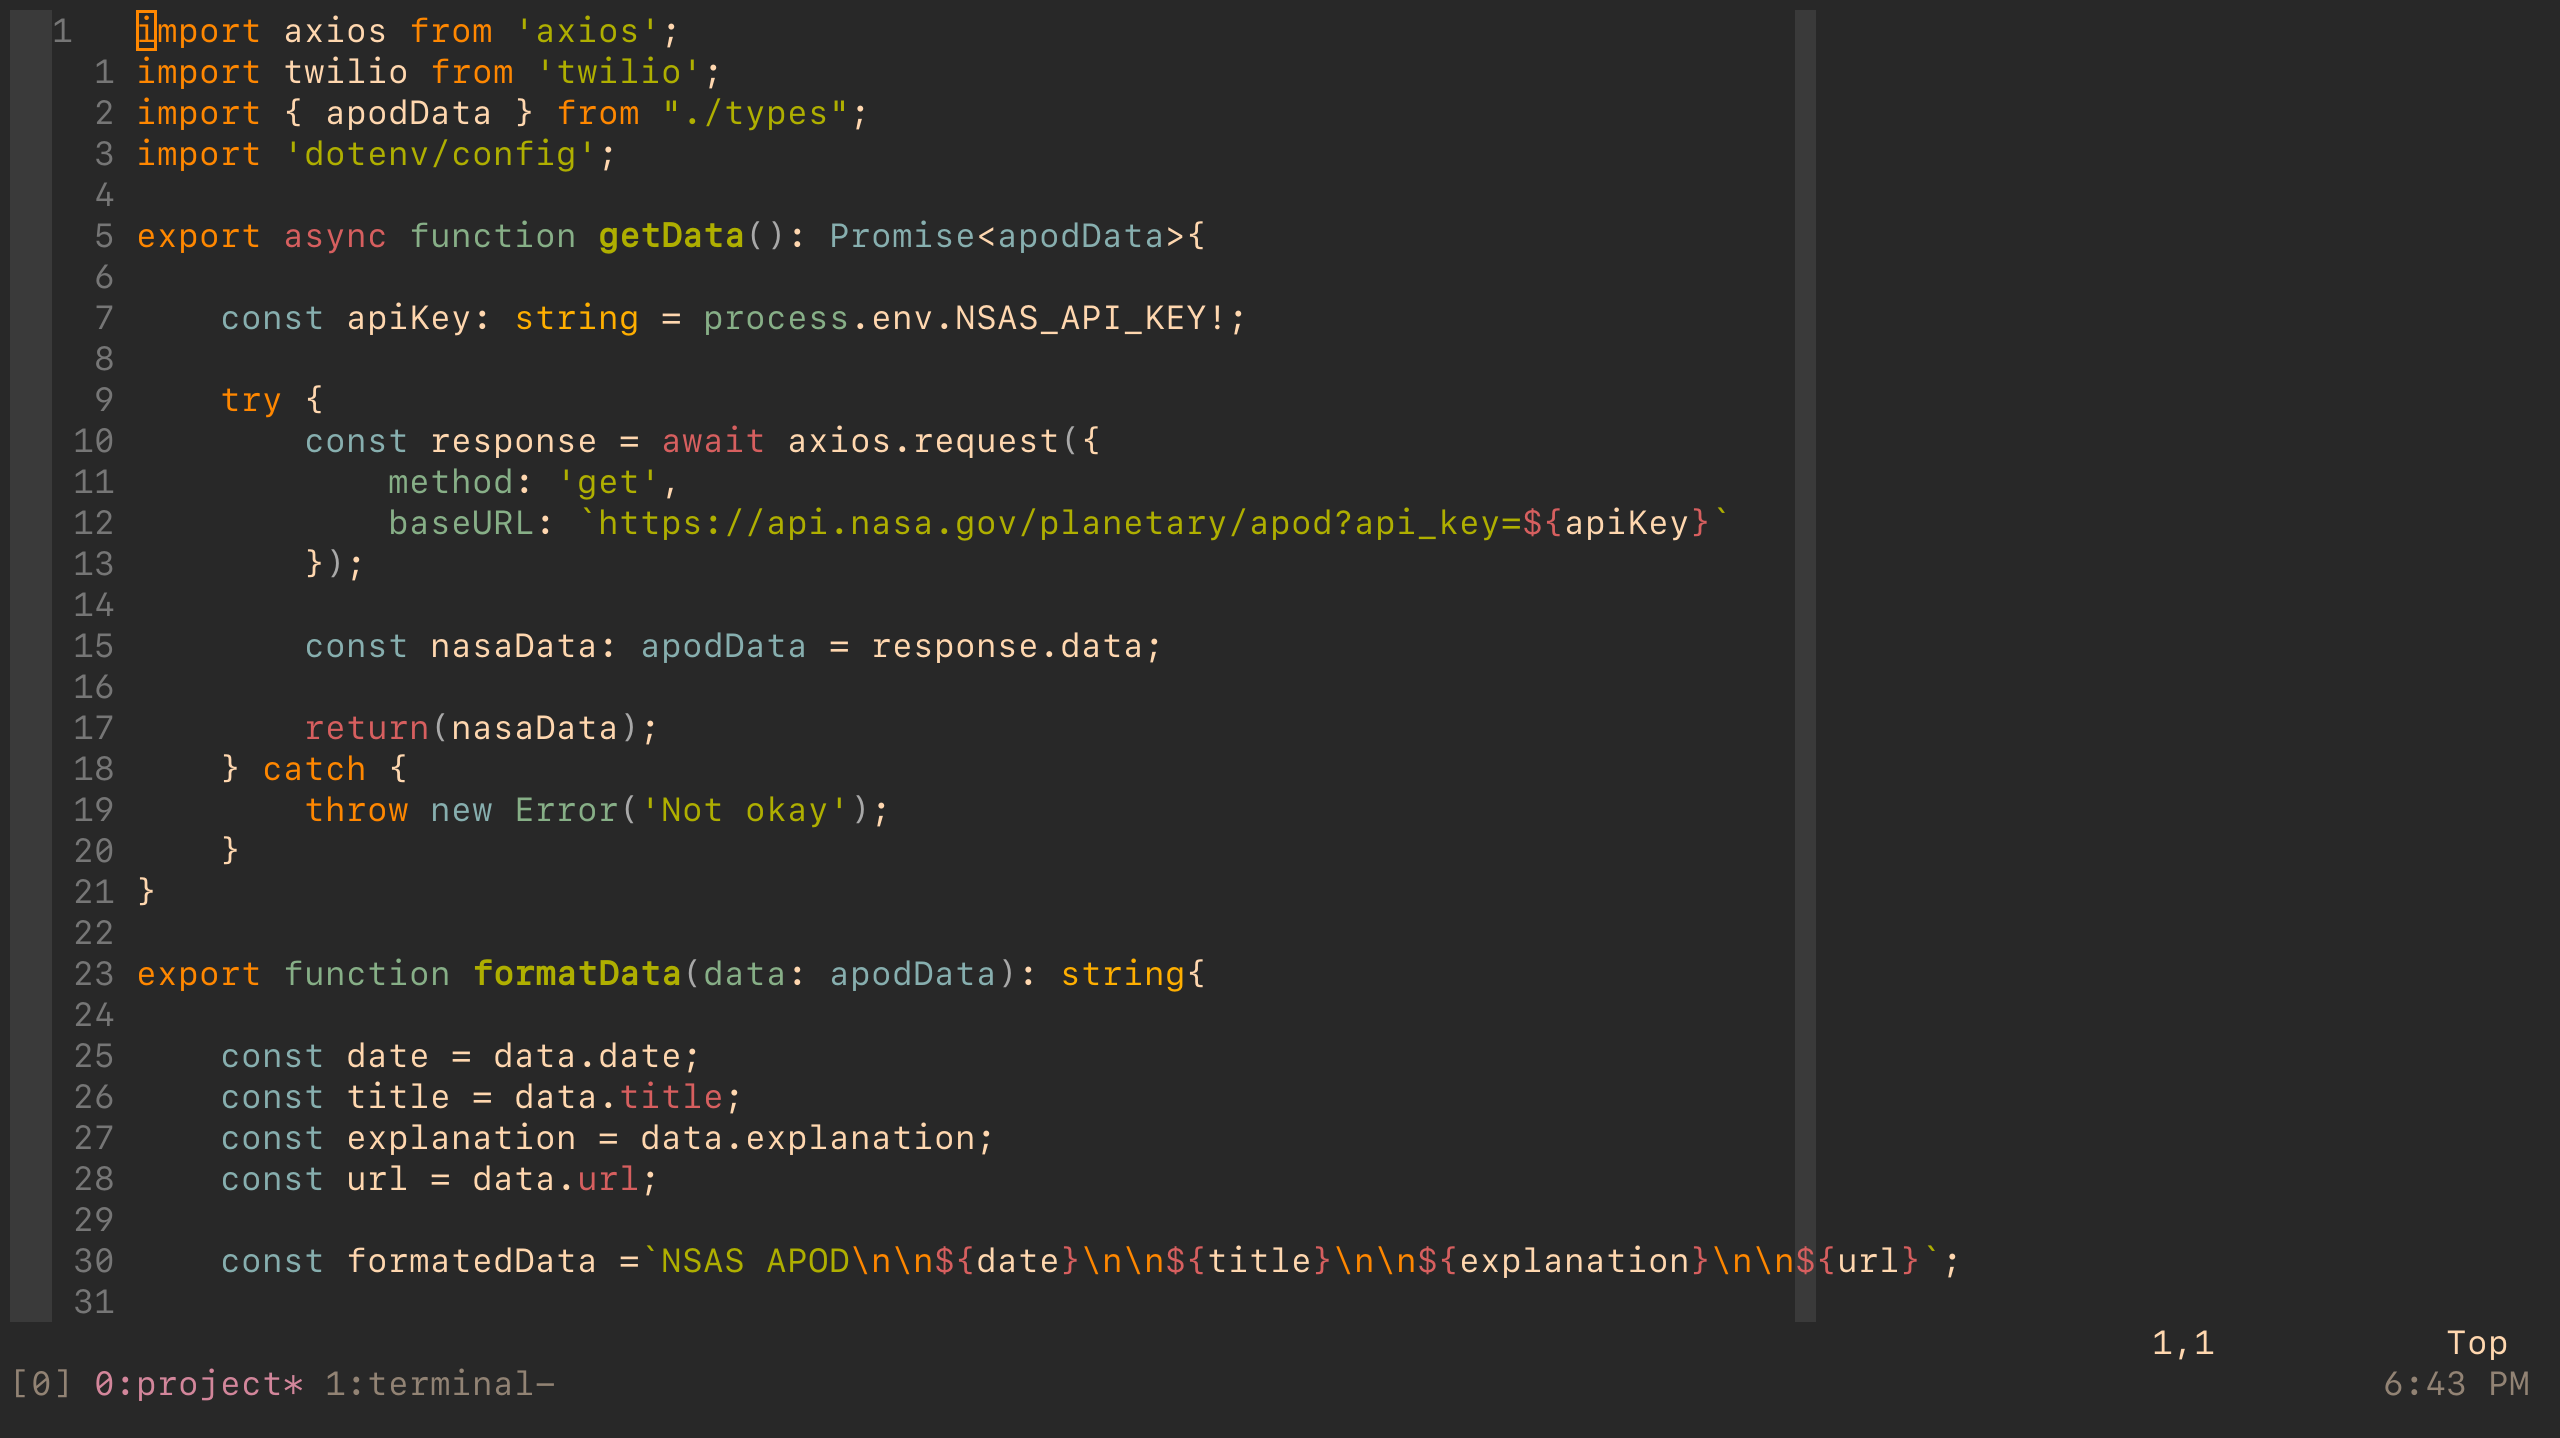 1   import axios from 'axios';
  1 import twilio from 'twilio';
  2 import { apodData } from "./types";
  3 import 'dotenv/config';
  4
  5 export async function getData(): Promise<apodData>{
  6
  7     const apiKey: string = process.env.NSAS_API_KEY!;
  8
  9     try {
 10         const response = await axios.request({
 11             method: 'get',
 12             baseURL: `https://api.nasa.gov/planetary/apod?api_key=${apiKey}`
 13         });
 14
 15         const nasaData: apodData = response.data;
 16
 17         return(nasaData);
 18     } catch {
 19         throw new Error('Not okay');
 20     }
 21 }
 22
 23 export function formatData(data: apodData): string{
 24
 25     const date = data.date;
 26     const title = data.title;
 27     const explanation = data.explanation;
 28     const url = data.url;
 29
 30     const formatedData =`NSAS APOD\n\n${date}\n\n${title}\n\n${explanation}\n\n${url}`;
 31
1,1 Top
[0] 0:project* 1:terminal- 6:43 PM